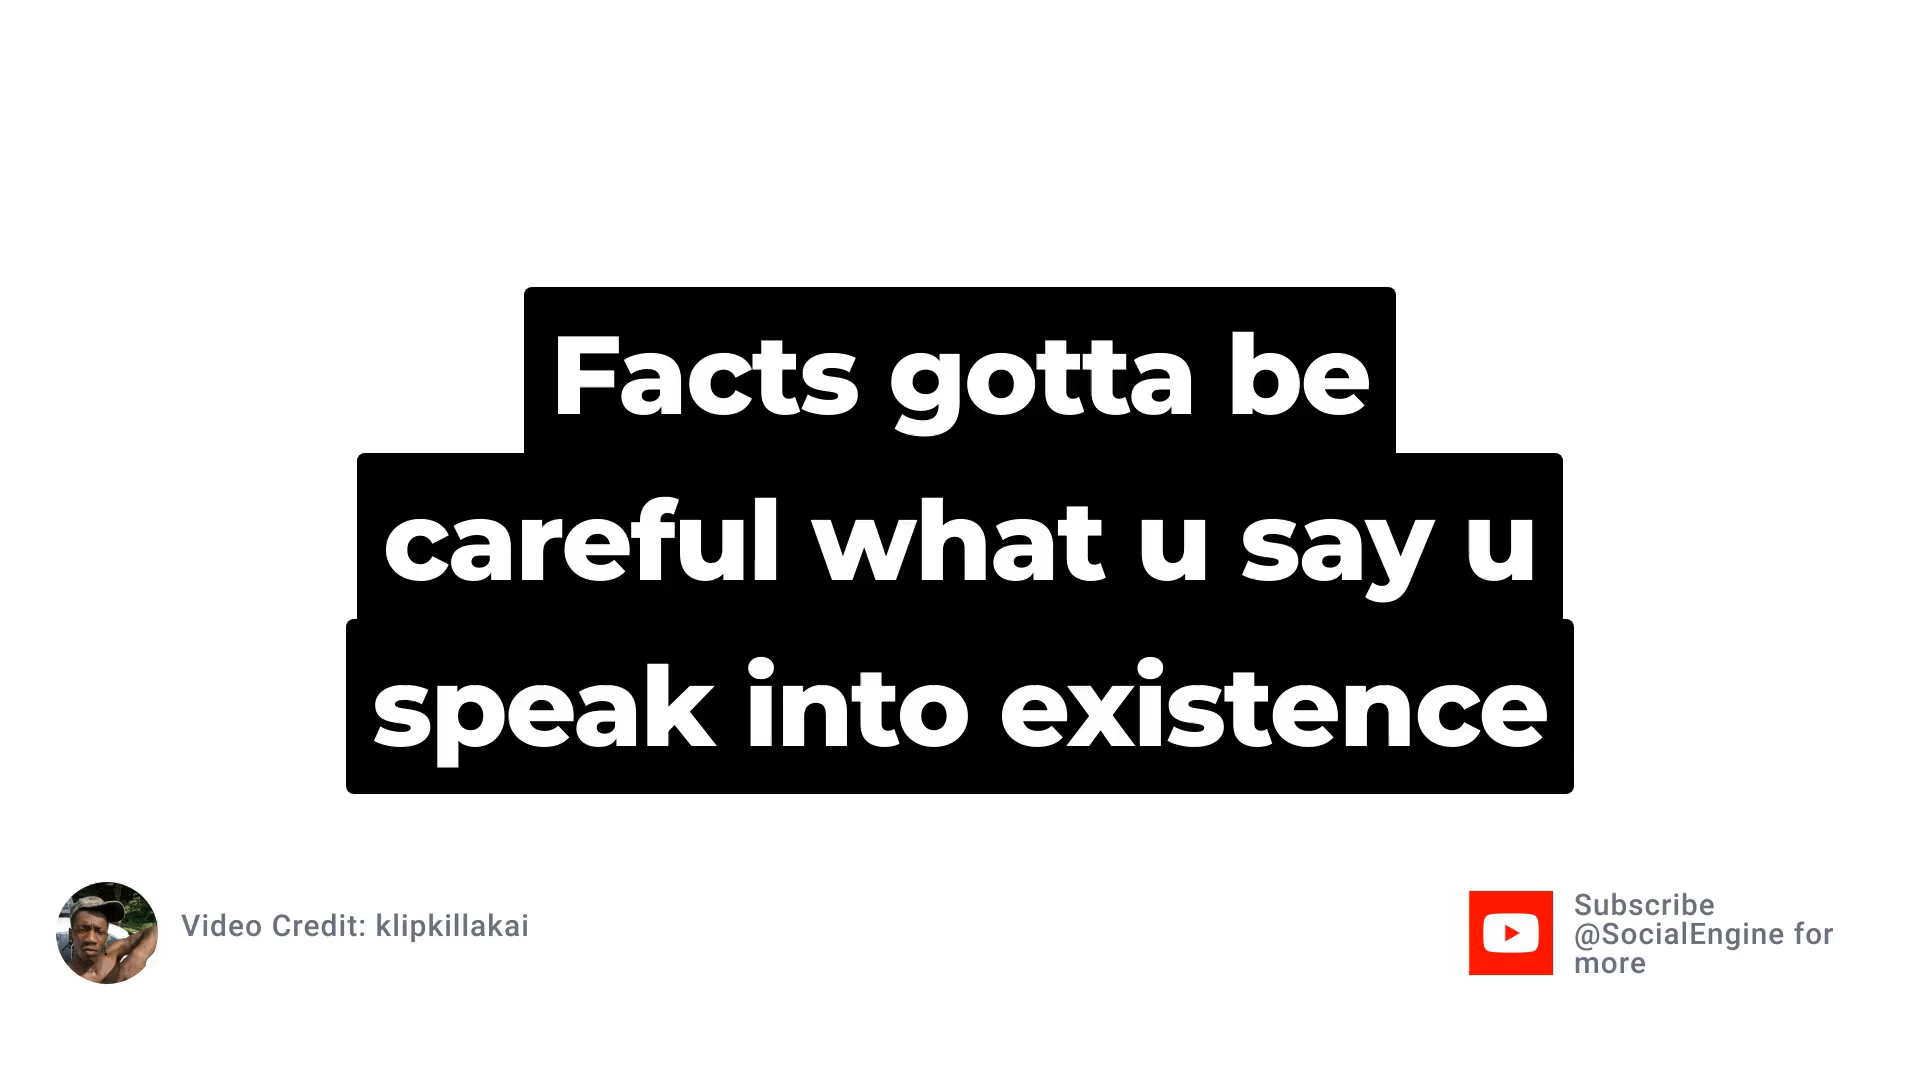 Facts gotta be
careful what u say u
speak into existence
Video Credit: klipkillakai
Subscribe
@SocialEngine for
more